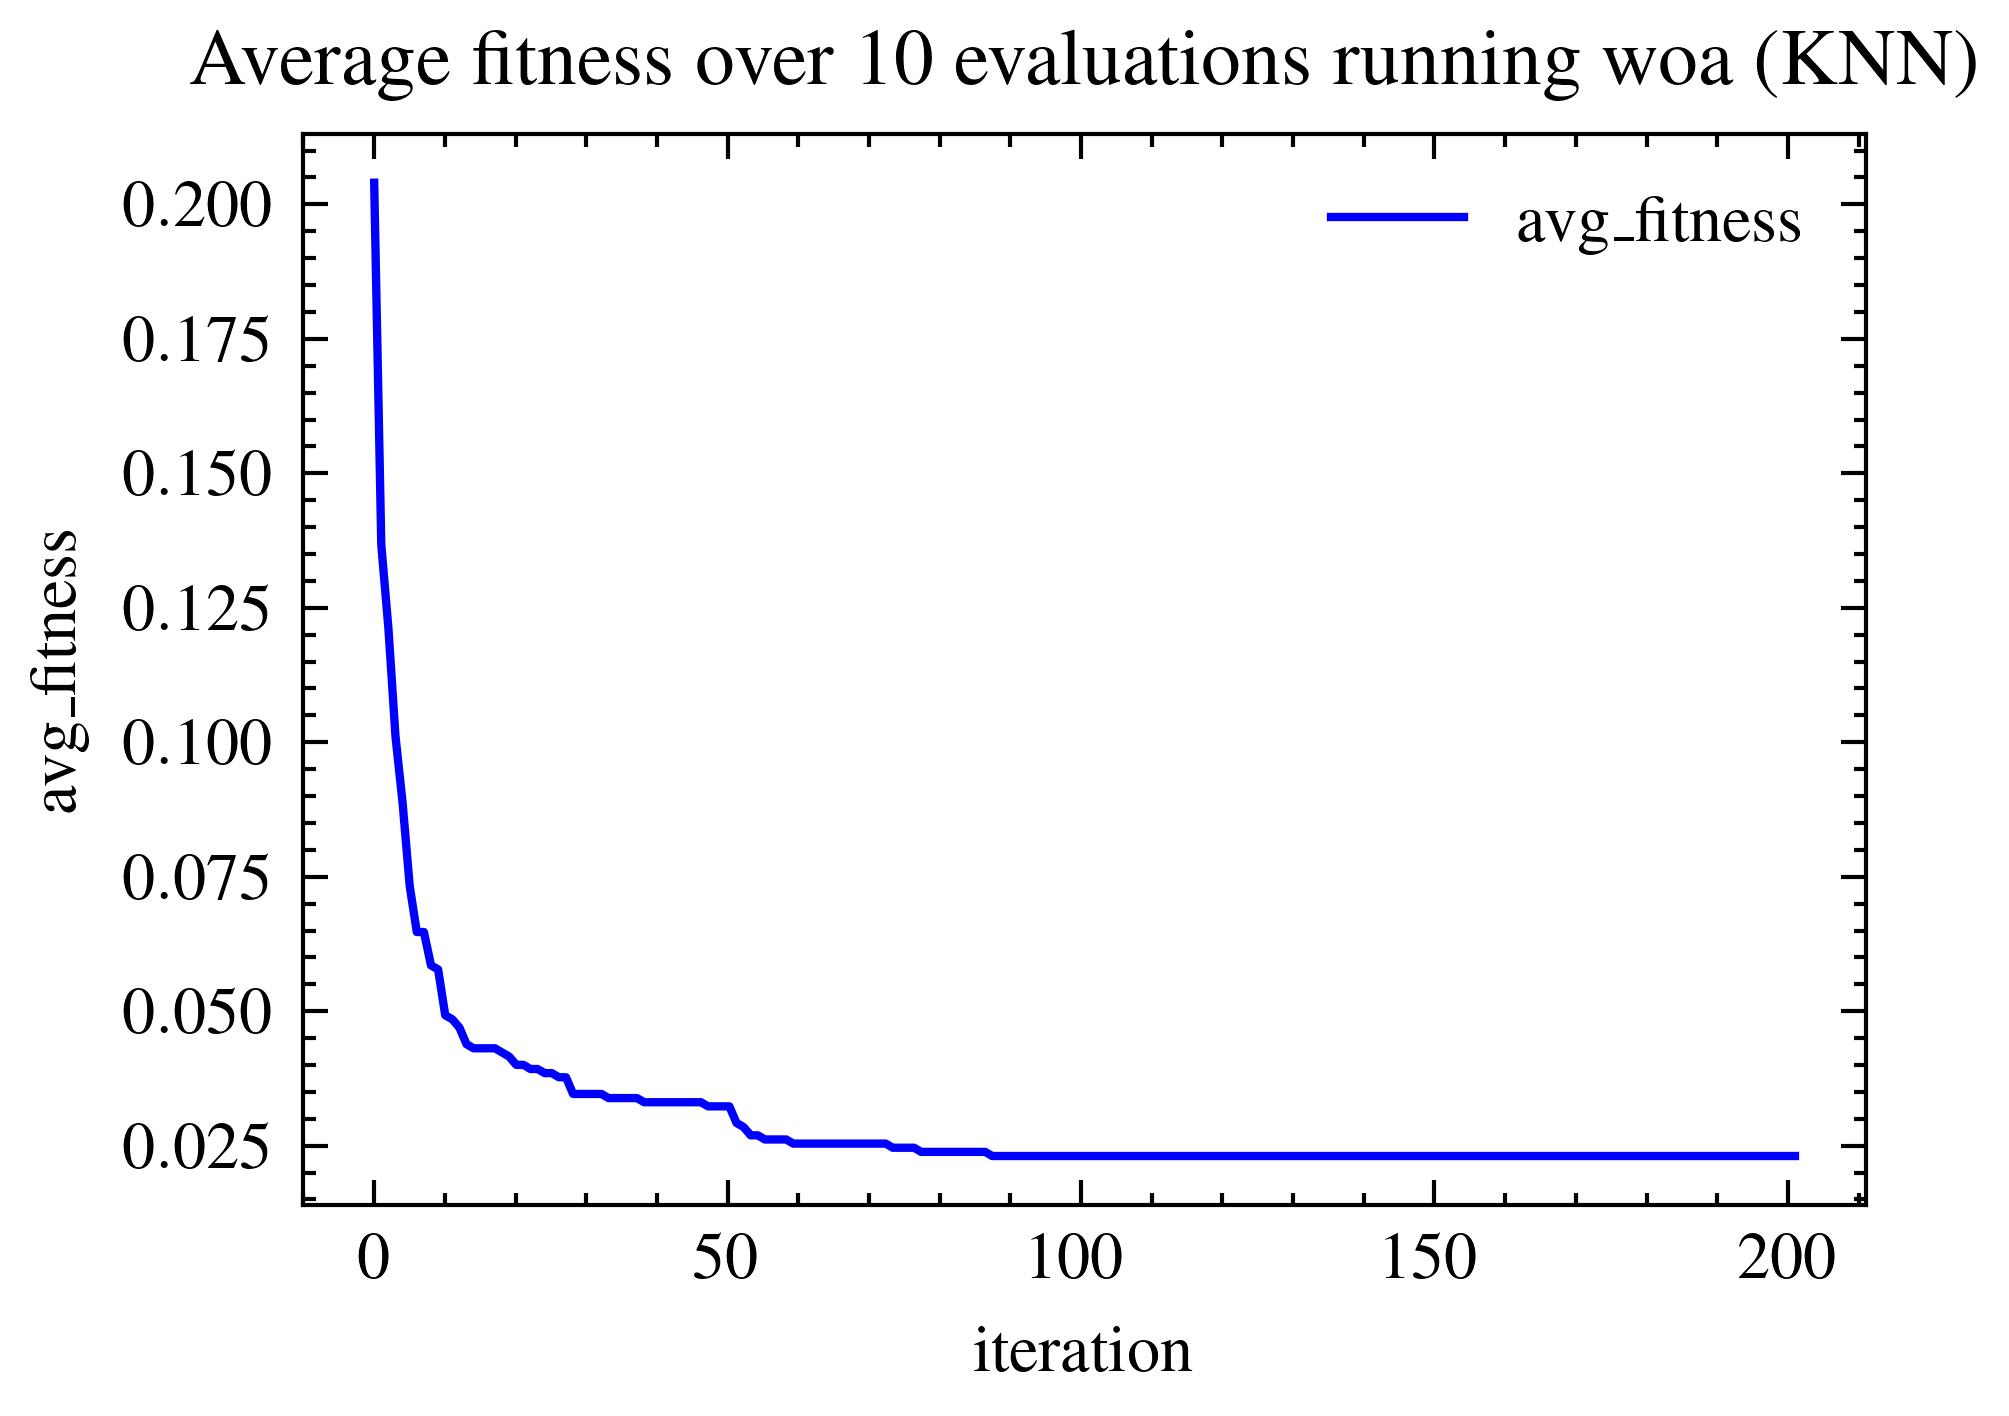 Average fitness over 10 evaluations running woa (KNN)
avg_fitness
0.200
0.175
0.150
0.125
0.100
0.075
0.050
0.025
avg_fitness
0 50 100 150 200
iteration